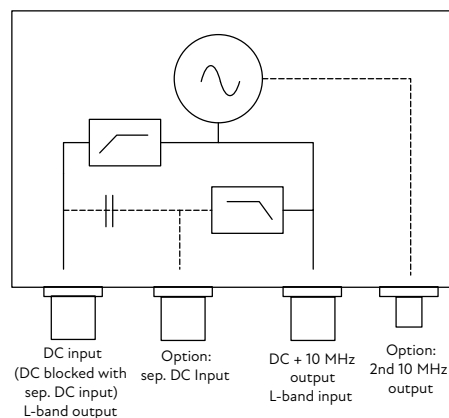 DC input
(DC blocked with
sep. DC input)
L-band output
Option:
sep. DC Input
DC + 10 MHz
output
L-band input
Option:
2nd 10 MHz
output